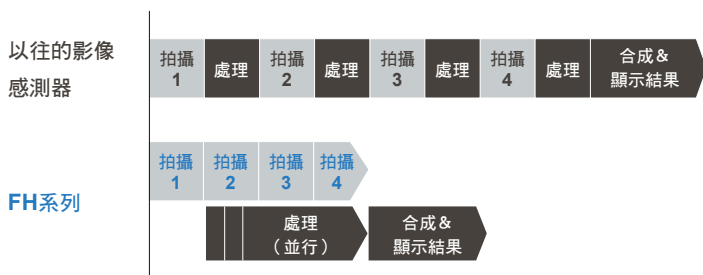 以往的影像
感測器
拍攝
1
處理
拍攝
2
處理
拍攝
3
處理
拍攝
4
處理
合成&
顯示結果
FH系列
拍攝
1
拍攝
2
拍攝
3
拍攝
4
處理
（並行）
合成&
顯示結果